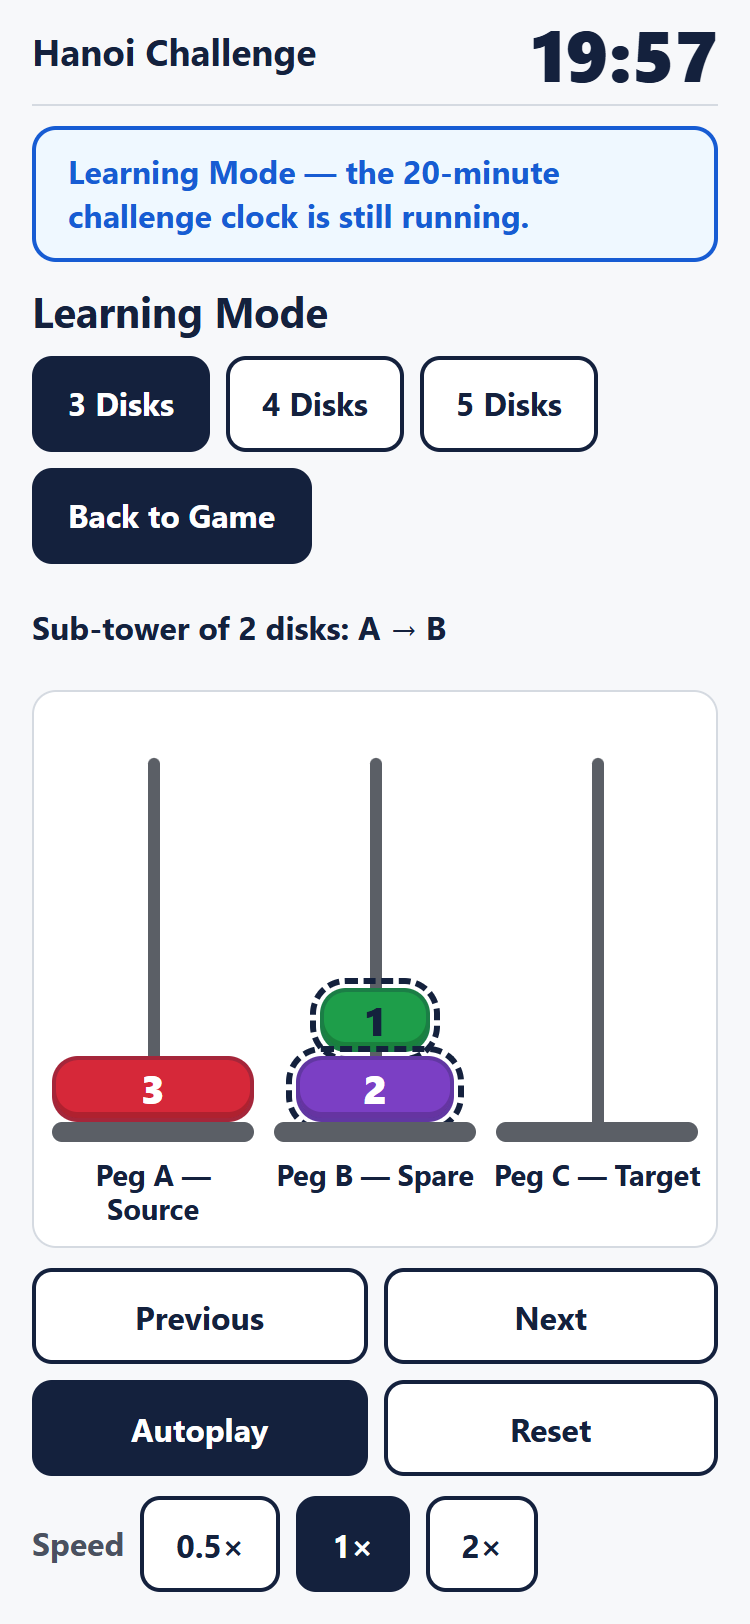 Hanoi Challenge
19:57
Learning Mode — the 20-minute
challenge clock is still running.
Learning Mode
3 Disks
4 Disks
5 Disks
Back to Game
Sub-tower of 2 disks: A → B
1
3
2
Peg A —
Source
Peg B — Spare
Peg C — Target
Previous
Next
Autoplay
Reset
Speed
0.5×
1×
2×